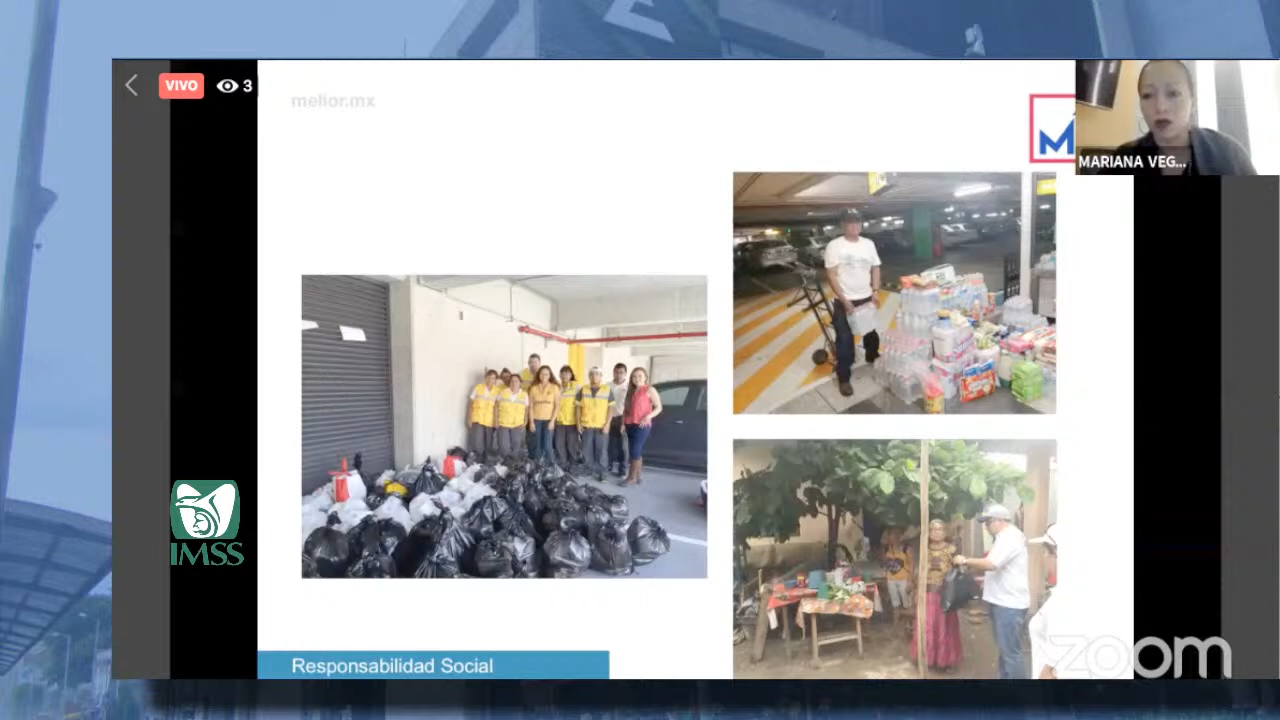 VIVO 3
melior.mx
M
MARIANA VEG...
IMSS
Responsabilidad Social
zoom